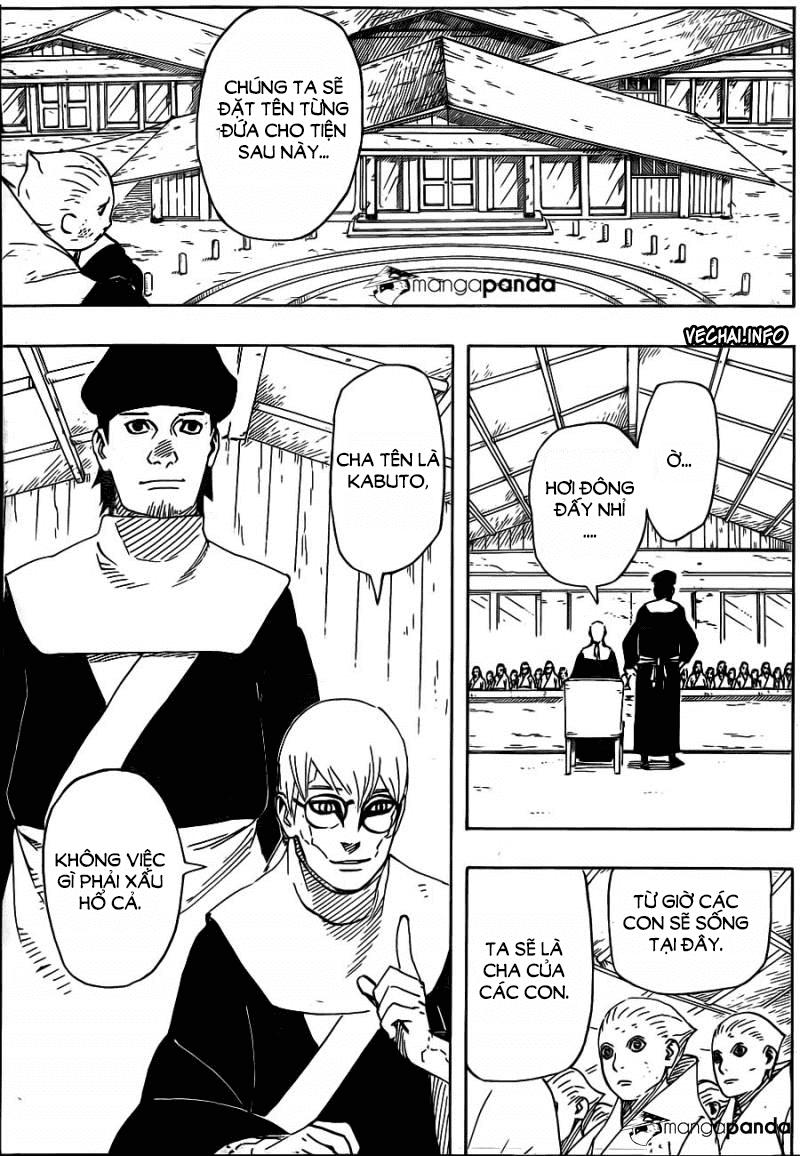 CHÚNG TA SẼ
ĐẶT TÊN TỪNG
ĐỨA CHO TIỆN
SAU NÀY...
mangapanda
VECHAI.INFO
Ờ...
HƠI ĐÔNG
ĐẤY NHỈ
....
CHA TÊN LÀ
KABUTO,
KHÔNG VIỆC
GÌ PHẢI XẤU
HỔ CẢ.
TỪ GIỜ CÁC
CON SẼ SỐNG
TẠI ĐÂY.
TA SẼ LÀ
CHA CỦA
CÁC CON.
mangapanda